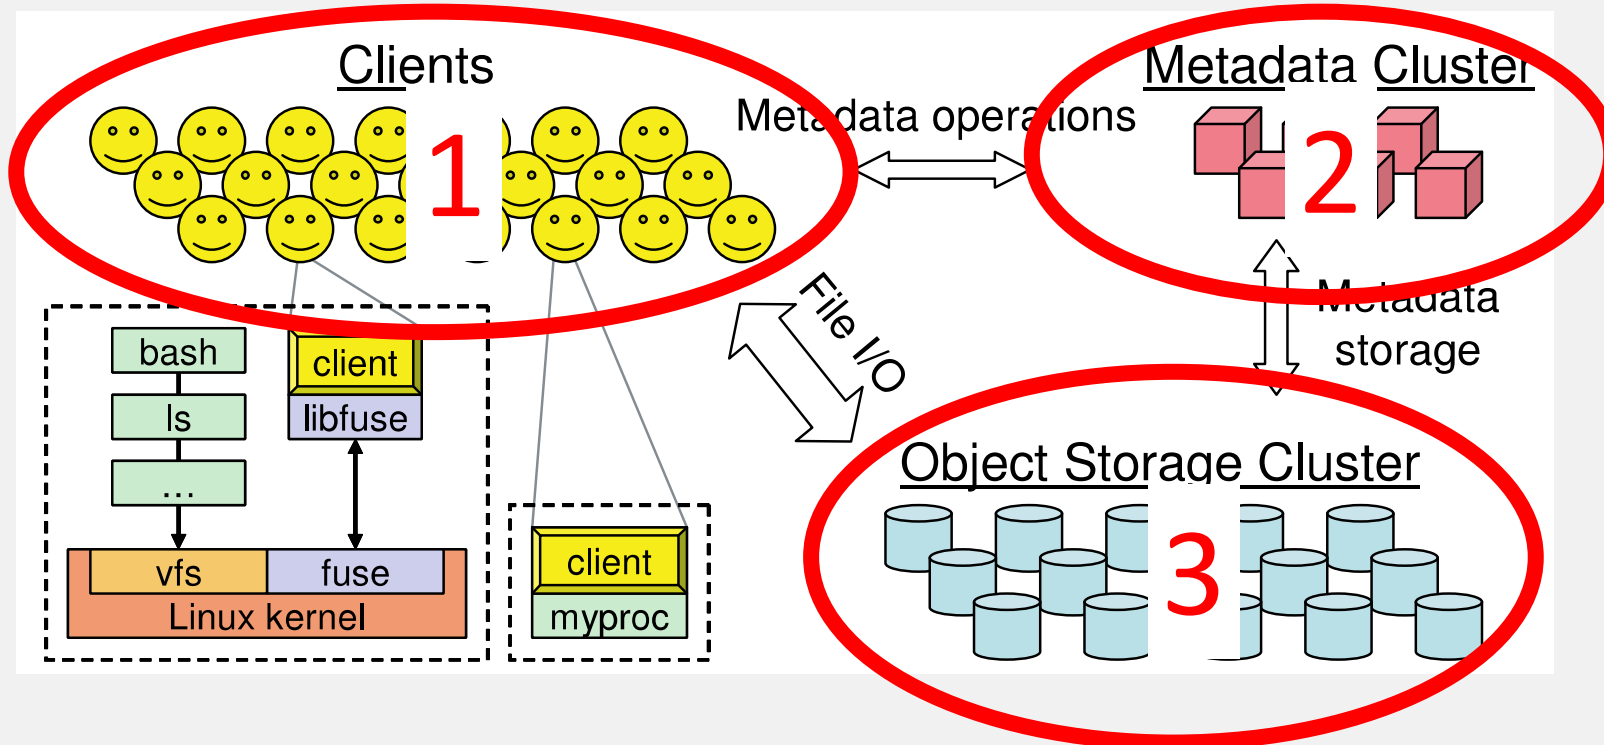 Clients
1
Metadata operations
Metadata Cluster
2
File I/O
Metadata
storage
bash
ls
...
client
libfuse
vfs
fuse
Linux kernel
client
myproc
Object Storage Cluster
3